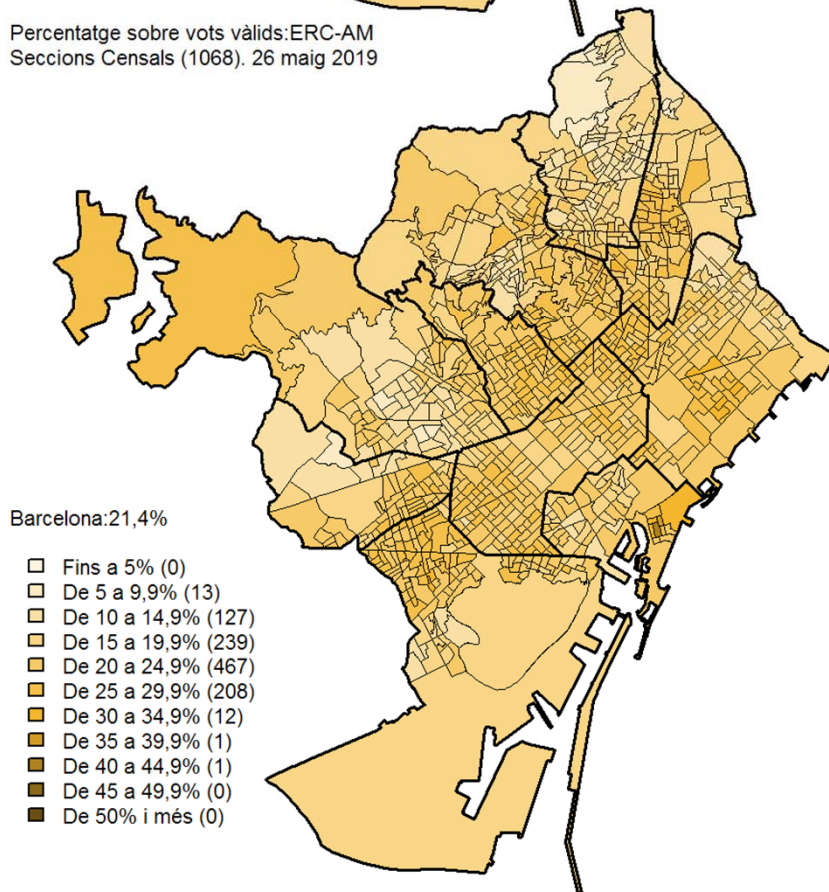 Percentatge sobre vots vàlids:ERC-AM
Seccions Censals (1068). 26 maig 2019
Barcelona:21,4%
Fins a 5% (0)
De 5 a 9,9% (13)
De 10 a 14,9% (127)
De 15 a 19,9% (239)
De 20 a 24,9% (467)
De 25 a 29,9% (208)
De 30 a 34,9% (12)
De 35 a 39,9% (1)
De 40 a 44,9% (1)
De 45 a 49,9% (0)
De 50% i més (0)